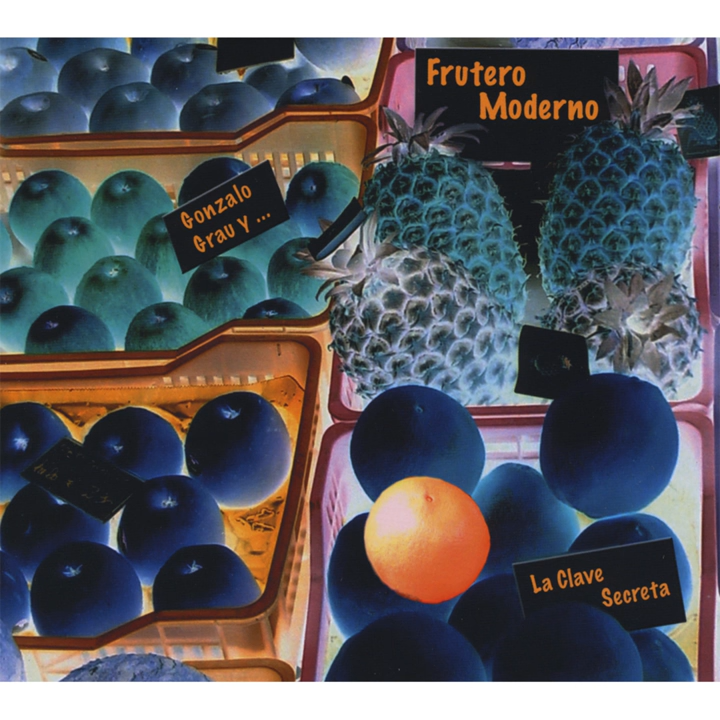 Frutero
Moderno
Gonzalo
Grau y ...
La Clave
Secreta